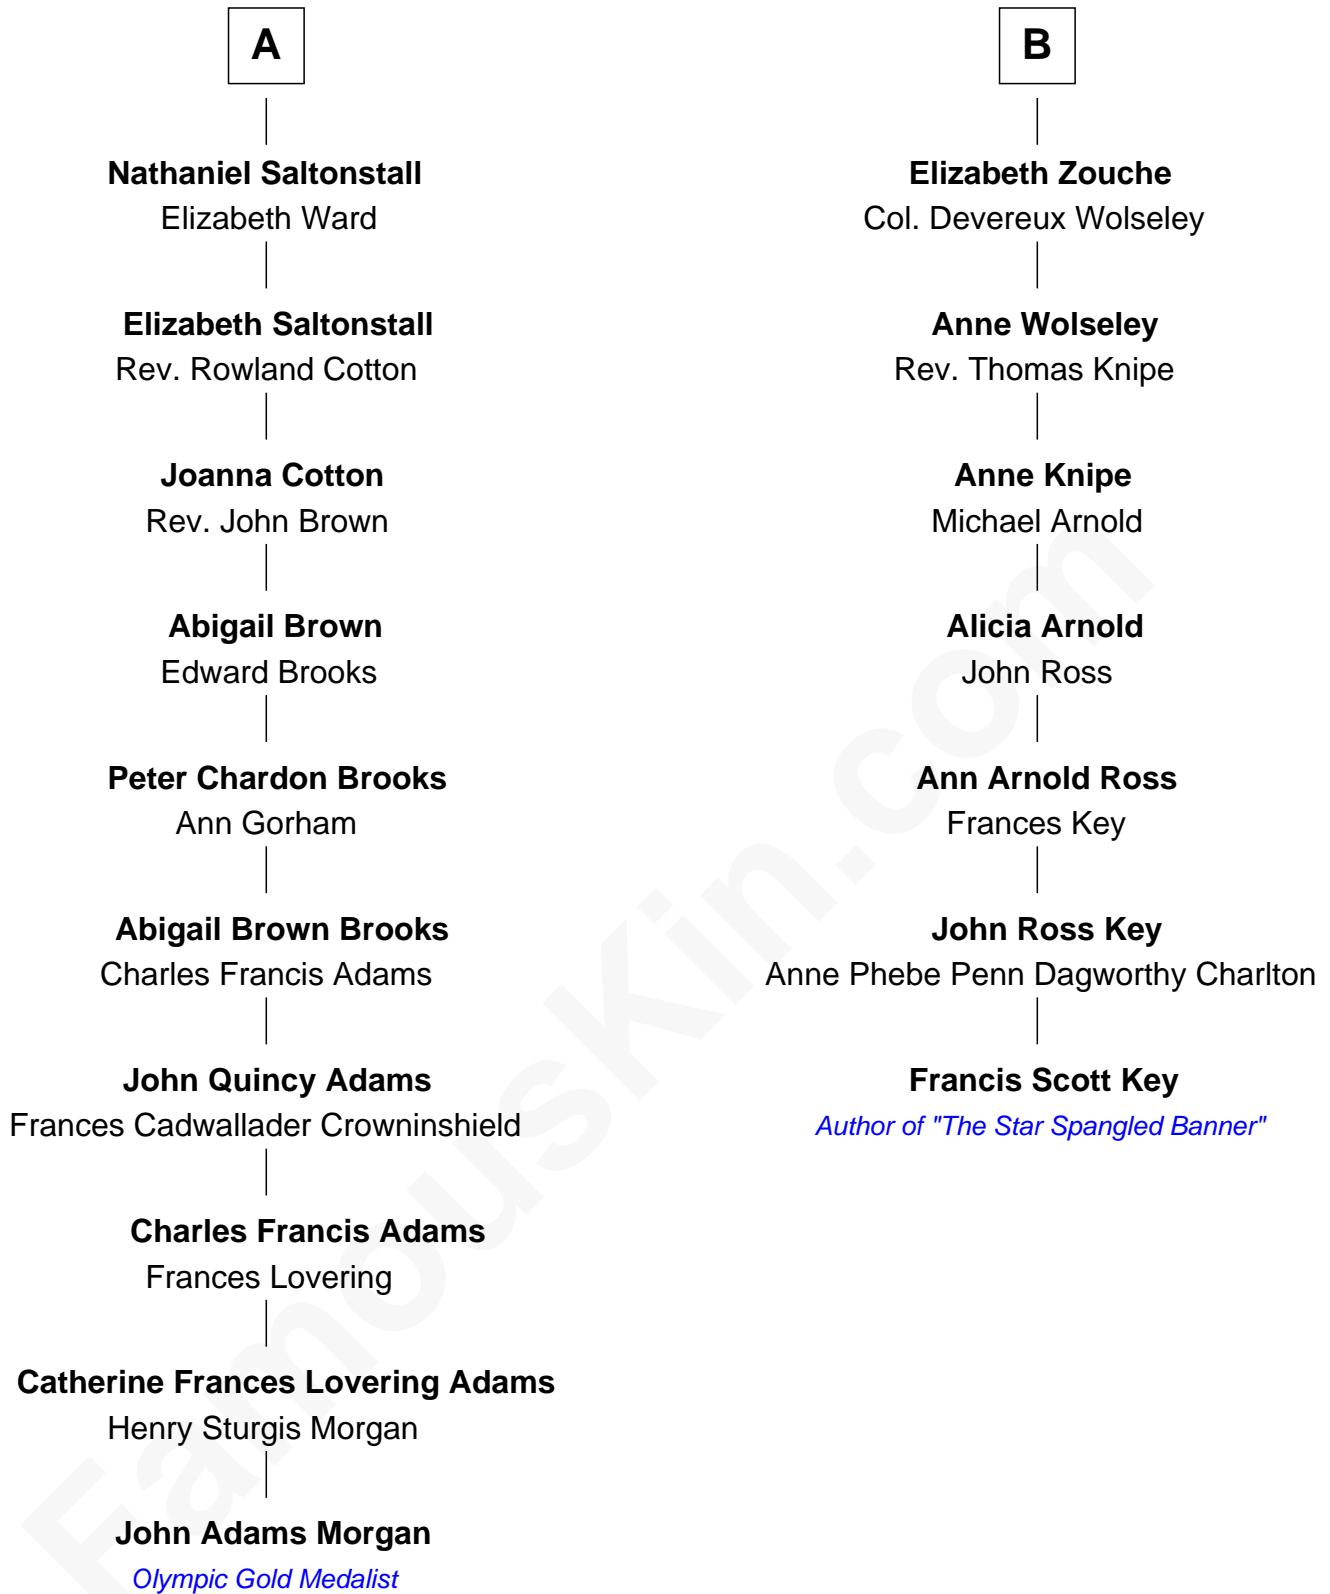 A
Nathaniel Saltonstall
Elizabeth Ward
Elizabeth Saltonstall
Rev. Rowland Cotton
Joanna Cotton
Rev. John Brown
Abigail Brown
Edward Brooks
Peter Chardon Brooks
Ann Gorham
Abigail Brown Brooks
Charles Francis Adams
John Quincy Adams
Frances Cadwallader Crowninshield
Charles Francis Adams
Frances Lovering
Catherine Frances Lovering Adams
Henry Sturgis Morgan
John Adams Morgan
Olympic Gold Medalist
B
Elizabeth Zouche
Col. Devereux Wolseley
Anne Wolseley
Rev. Thomas Knipe
Anne Knipe
Michael Arnold
Alicia Arnold
John Ross
Ann Arnold Ross
Frances Key
John Ross Key
Anne Phebe Penn Dagworthy Charlton
Francis Scott Key
Author of "The Star Spangled Banner"
FamousKin.com